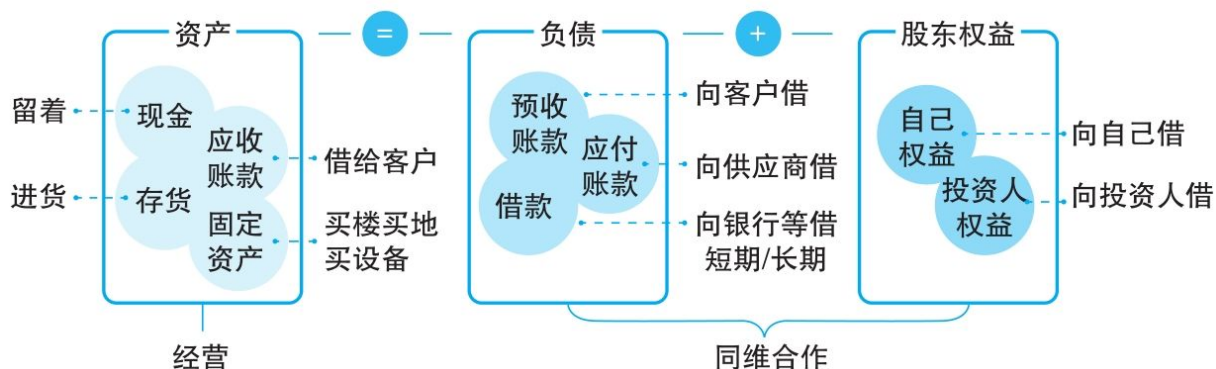 资产
=
负债
+
股东权益
留着
现金
应收
账款
借给客户
进货
存货
固定
资产
买楼买地
买设备
预收
账款
向客户借
应付
账款
向供应商借
借款
向银行等借
短期/长期
自己
权益
向自己借
投资人
权益
向投资人借
经营
同维合作